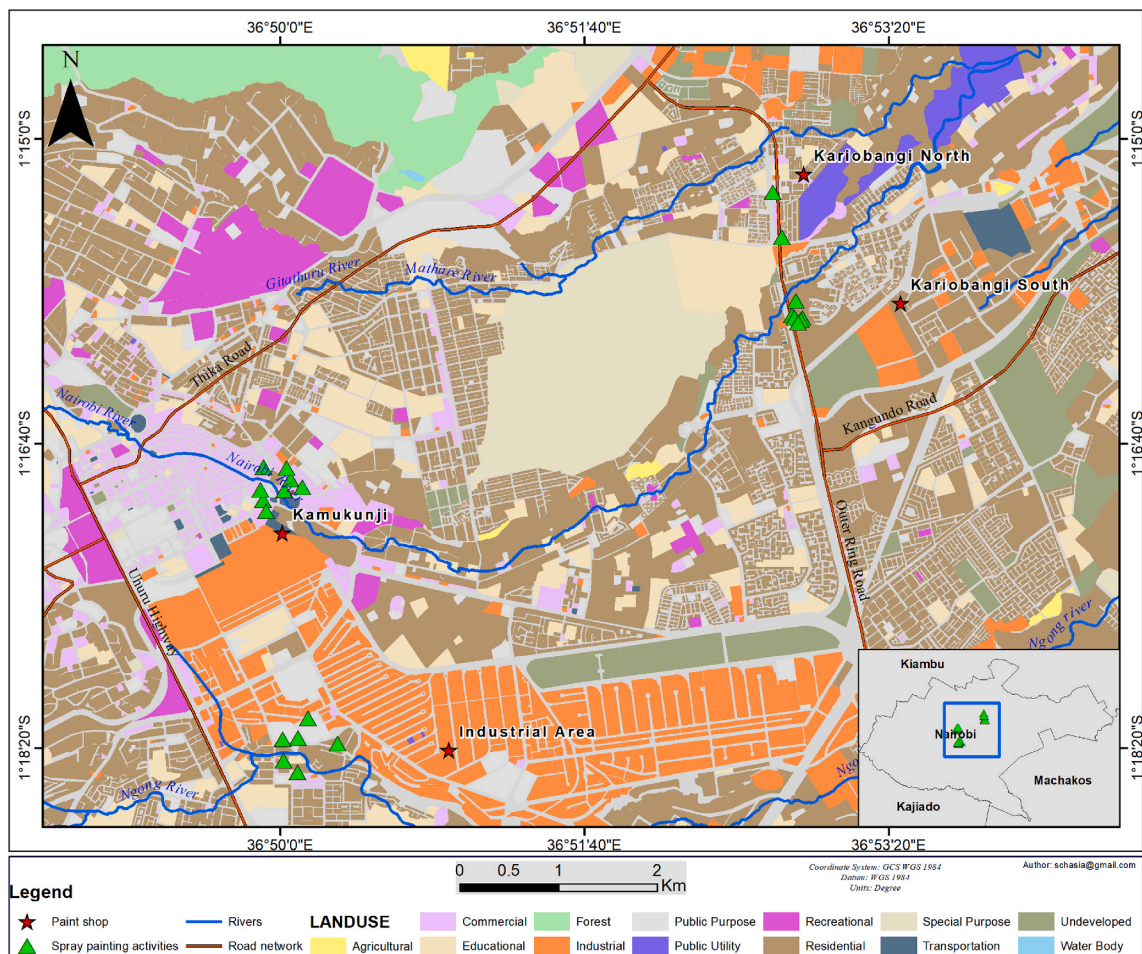 36°50'0"E 36°51'40"E 36°53'20"E
N
1°15'0"S 1°15'0"S
Kariobangi North
Gitathuru River
Mathare River
Kariobangi South
Thika Road
Nairobi River
Kangundo Road
1°16'40"S 1°16'40"S
Nairobi R
Kamukunji
Outer Ring Road
Uhuru Highway
Ngong river
Kiambu
Industrial Area
Nairobi
1°18'20"S 1°18'20"S
Ngo
Machakos
Ngong River
Kajiado
36°50'0"E 36°51'40"E 36°53'20"E
0 0.5 1 2
Km
Coordinate System: GCS WGS 1984
Datum: WGS 1984
Units: Degree
Author: schasia@gmail.com
Legend
Paint shop Rivers LANDUSE Commercial Forest Public Purpose Recreational Special Purpose Undeveloped
Spray painting activities Road network Agricultural Educational Industrial Public Utility Residential Transportation Water Body